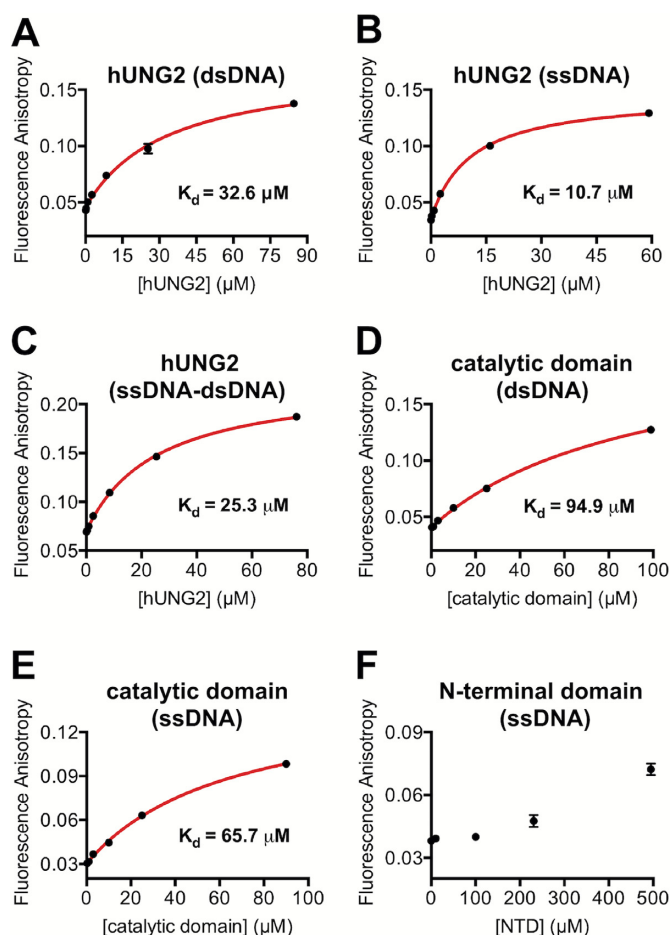 A
hUNG2 (dsDNA)
Fluorescence Anisotropy
0.15
0.10
0.05
Kd = 32.6 µM
0 15 30 45 60 75 90
[hUNG2] (µM)
B
hUNG2 (ssDNA)
Fluorescence Anisotropy
0.15
0.10
0.05
Kd = 10.7 µM
0 15 30 45 60
[hUNG2] (µM)
C
hUNG2
(ssDNA-dsDNA)
Fluorescence Anisotropy
0.20
0.15
0.10
0.05
Kd = 25.3 µM
0 20 40 60 80
[hUNG2] (µM)
D
catalytic domain
(dsDNA)
Fluorescence Anisotropy
0.15
0.10
0.05
Kd = 94.9 µM
0 20 40 60 80 100
[catalytic domain] (µM)
E
catalytic domain
(ssDNA)
Fluorescence Anisotropy
0.12
0.09
0.06
0.03
Kd = 65.7 µM
0 20 40 60 80 100
[catalytic domain] (µM)
F
N-terminal domain
(ssDNA)
Fluorescence Anisotropy
0.09
0.06
0.03
0 100 200 300 400 500
[NTD] (µM)